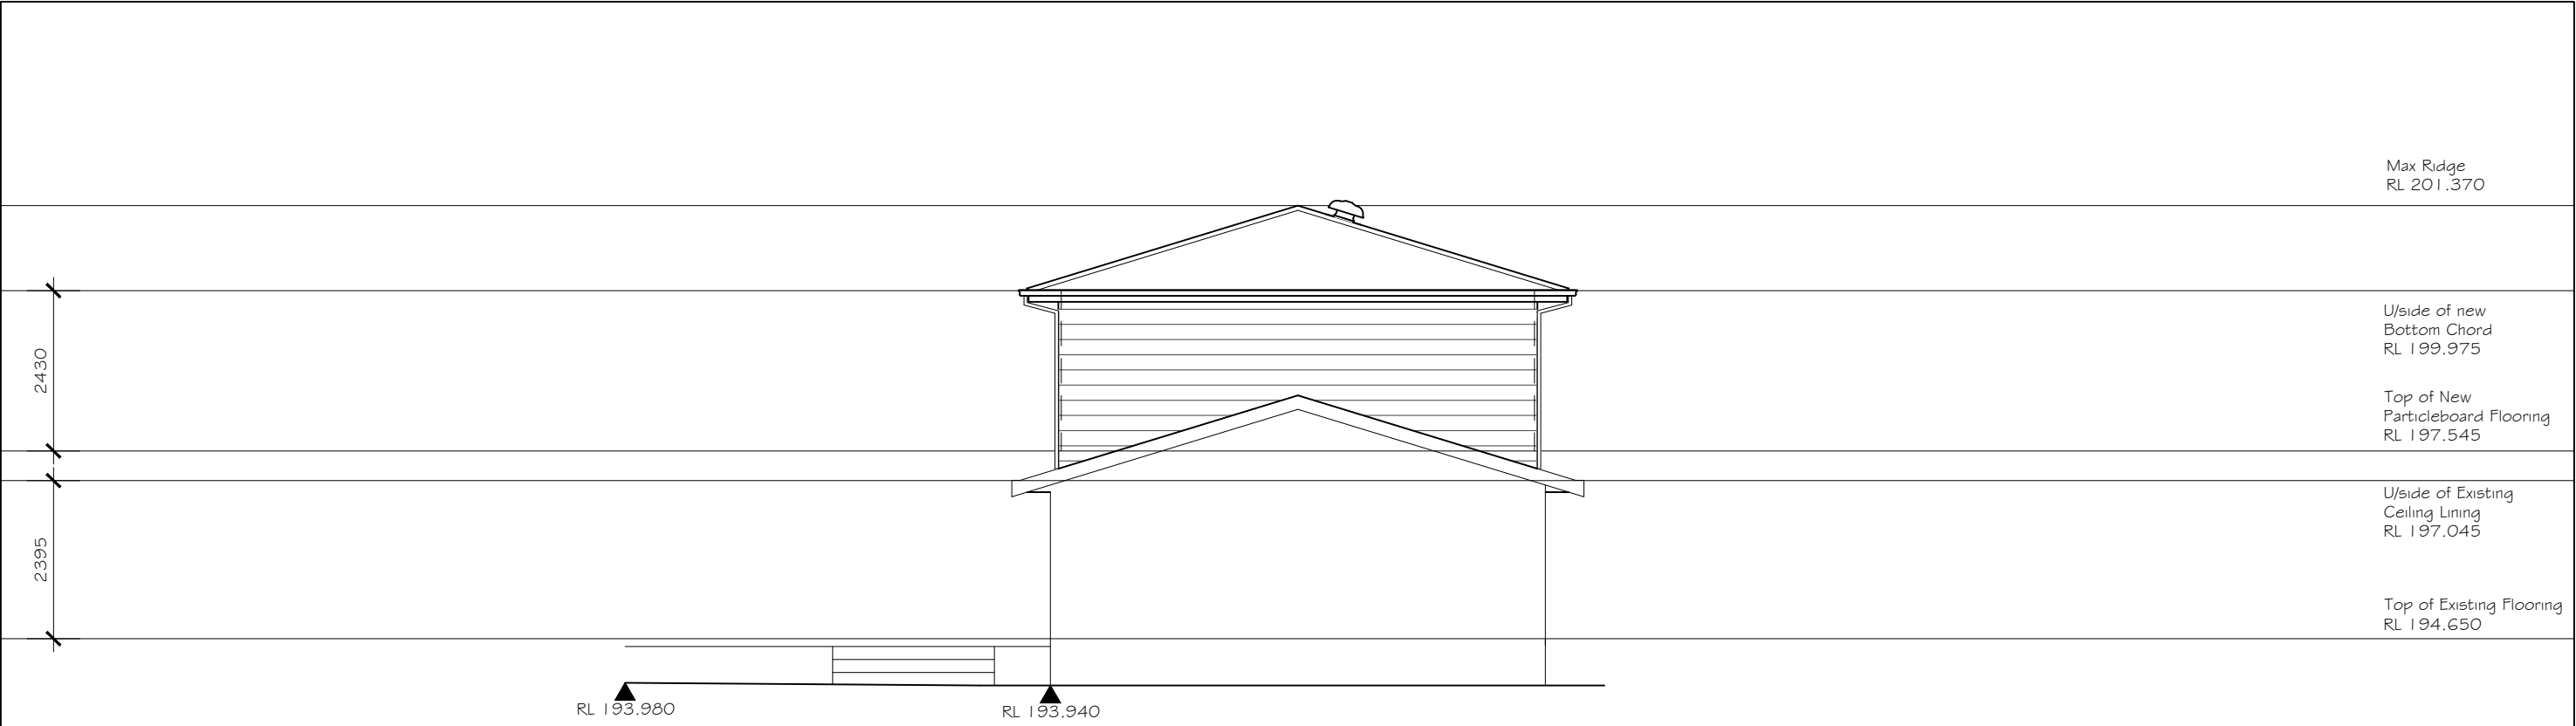 Max Ridge
RL 201.370
U/side of new
Bottom Chord
RL 199.975
2430
Top of New
Particleboard Flooring
RL 197.545
U/side of Existing
Ceiling Lining
RL 197.045
2395
Top of Existing Flooring
RL 194.650
RL 193.980
RL 193.940